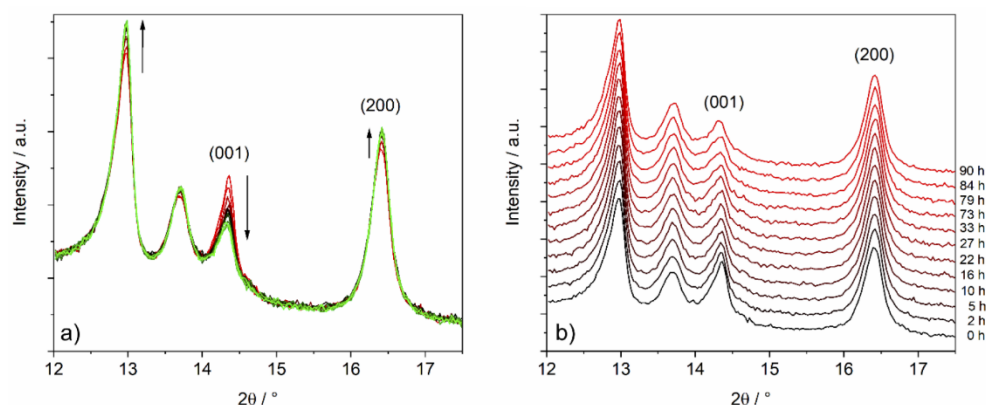 Intensity / a.u.
(001)
(200)
a)
12 13 14 15 16 17
2θ / °
Intensity / a.u.
(001)
(200)
90 h
84 h
79 h
73 h
33 h
27 h
22 h
16 h
10 h
5 h
2 h
0 h
b)
12 13 14 15 16 17
2θ / °